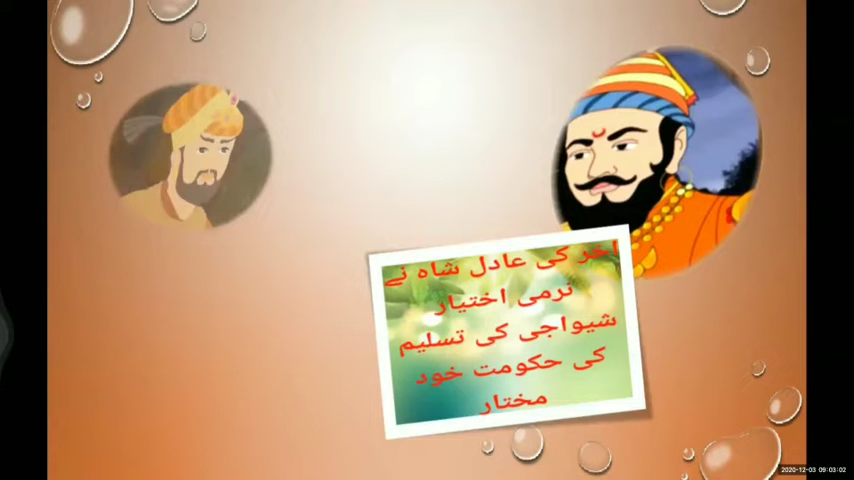 اخر کی عادل شاہ نے
نرمی اختیار
شیواجی کی تسلیم
کی حکومت خود
مختار
2020-12-03 09:03:02